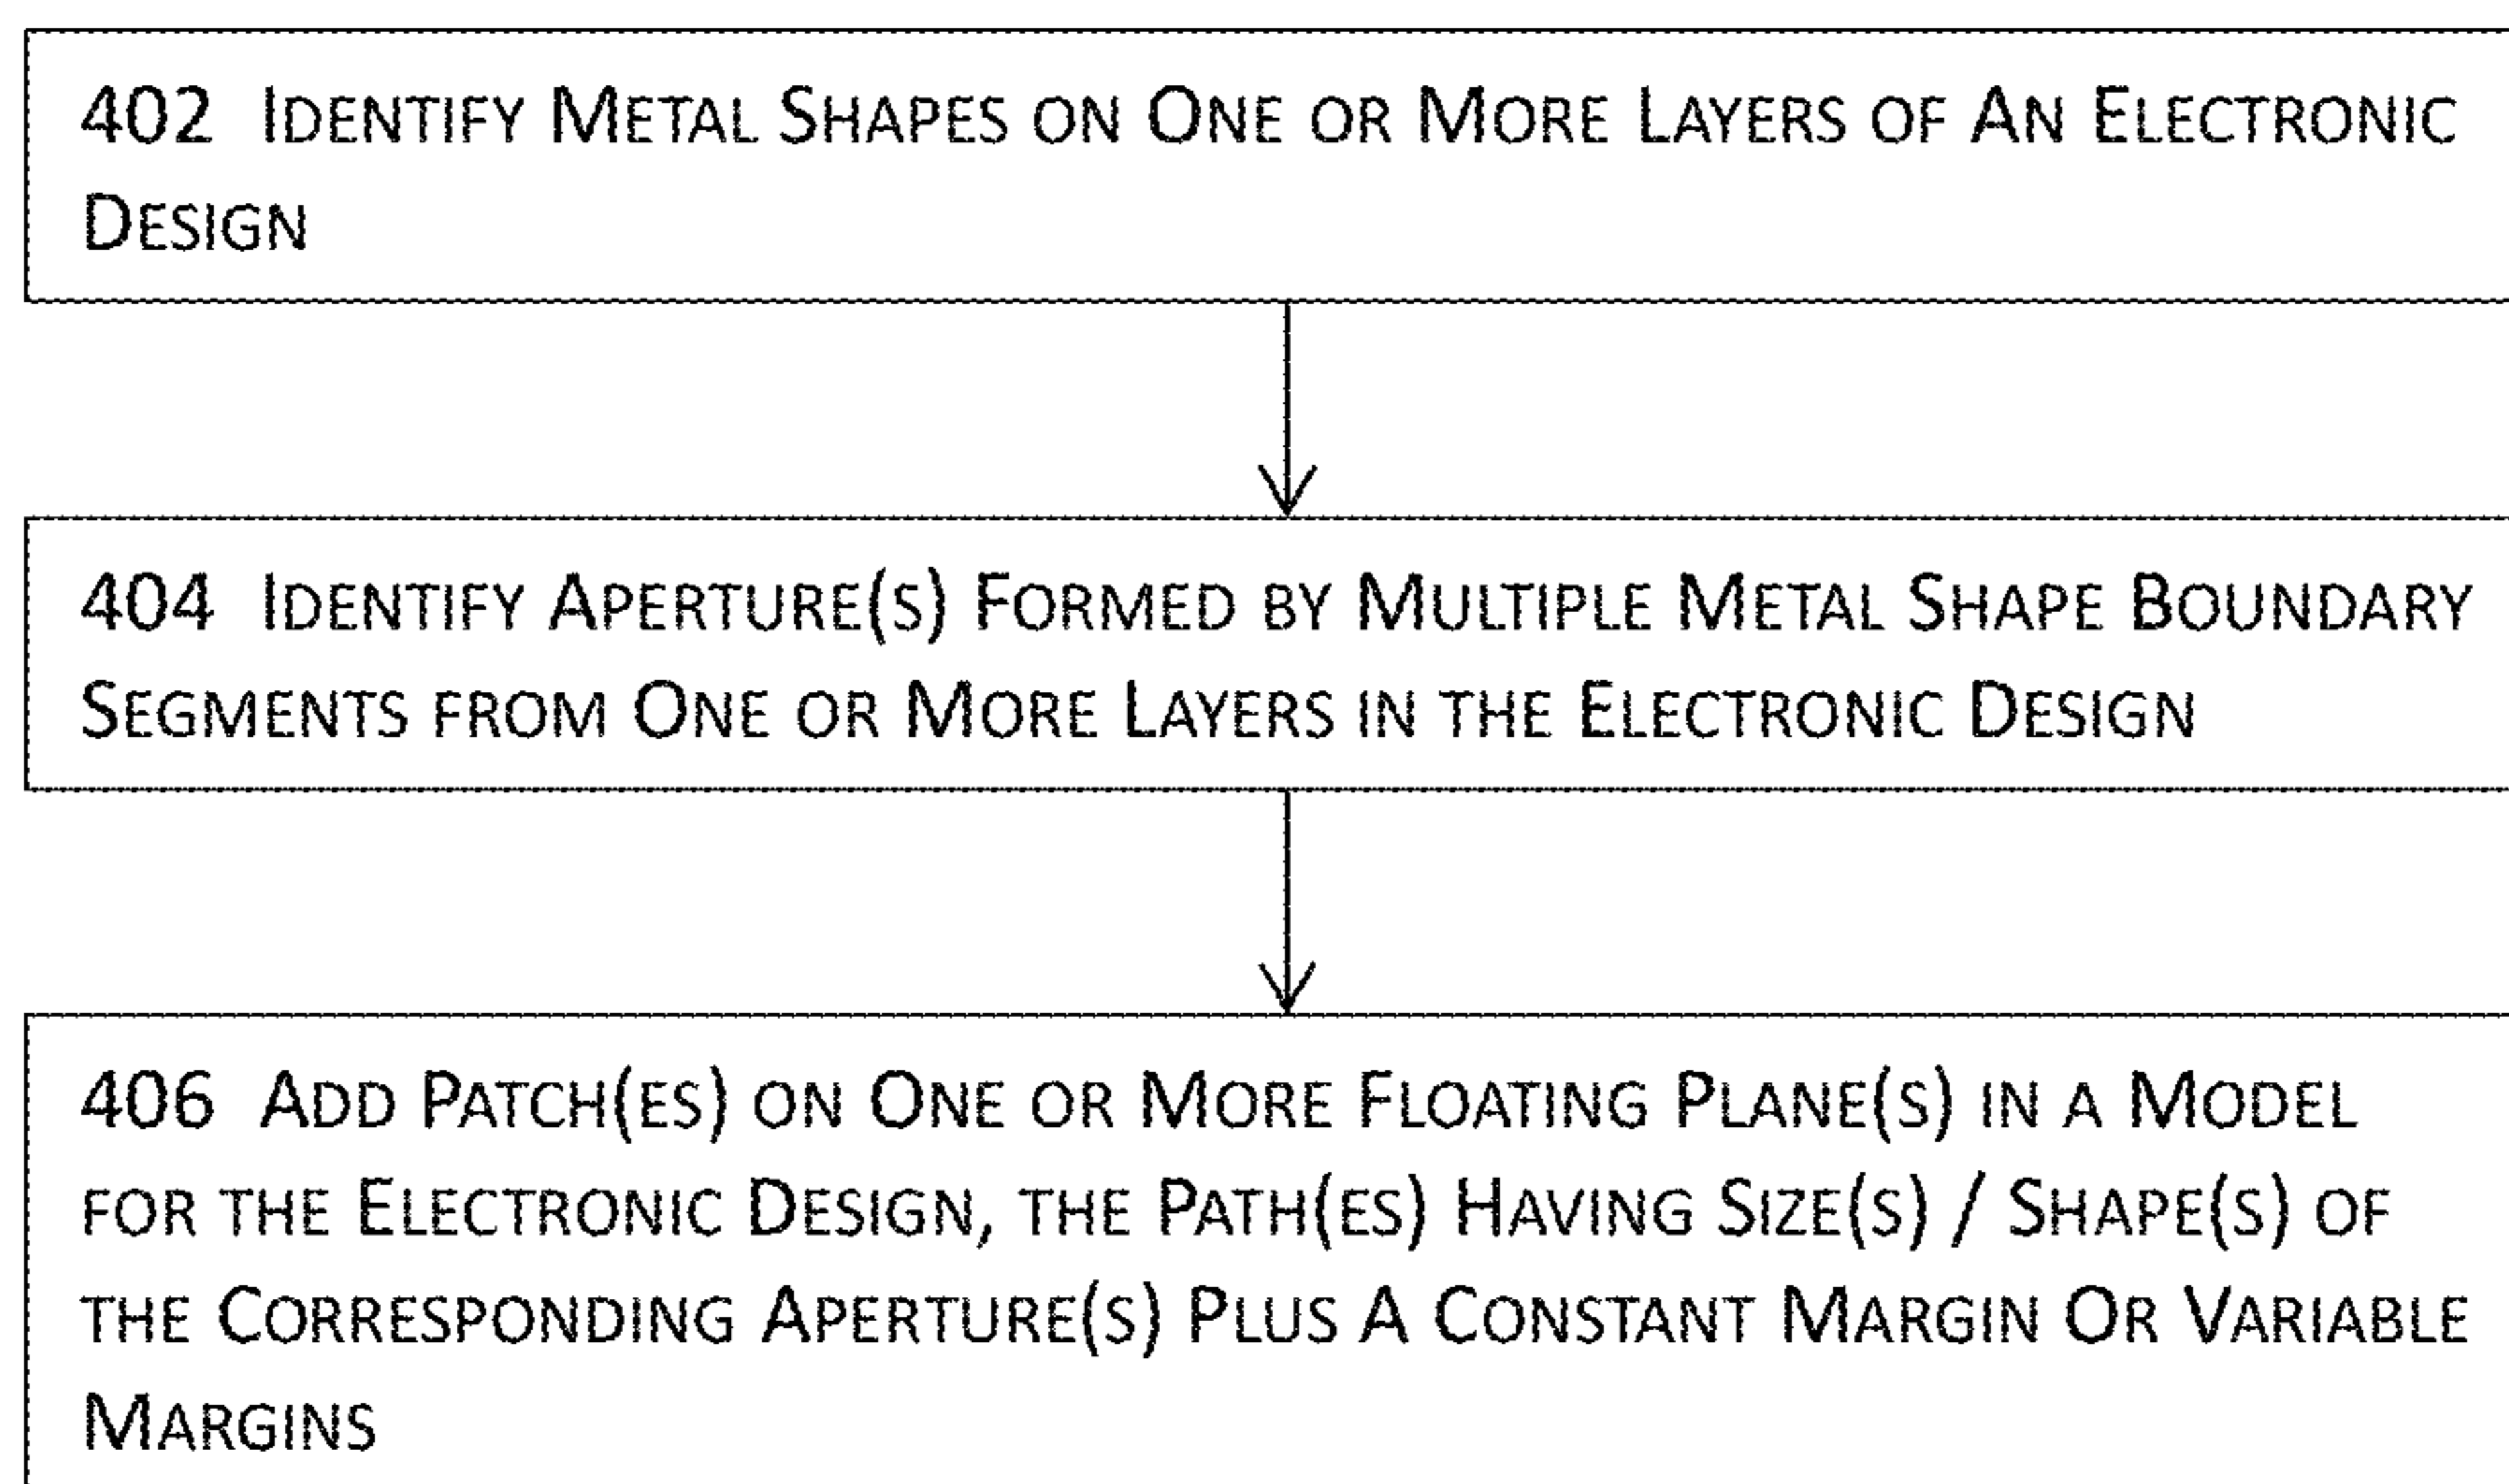 402 Identify Metal Shapes on One or More Layers of An Electronic
Design
404 Identify Aperture(s) Formed by Multiple Metal Shape Boundary
Segments from One or More Layers in the Electronic Design
406 Add Patch(es) on One or More Floating Plane(s) in a Model
for the Electronic Design, the Path(es) Having Size(s) / Shape(s) of
the Corresponding Aperture(s) Plus A Constant Margin Or Variable
Margins